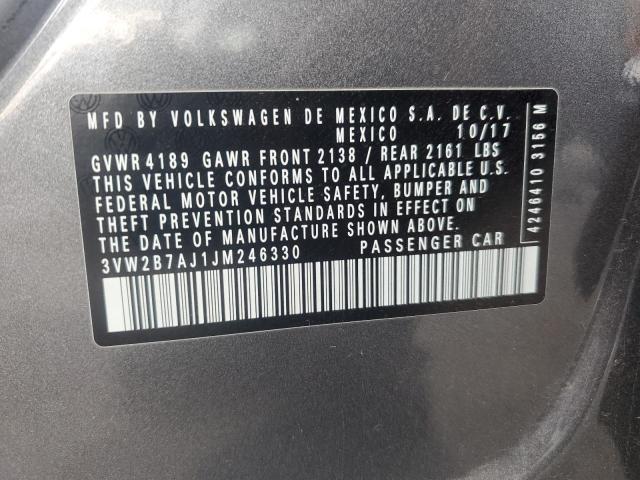 MFD BY VOLKSWAGEN DE MEXICO S.A. DE C.V.
MEXICO 10/17
GVWR 4189 GAWR FRONT 2138 / REAR 2161 LBS
THIS VEHICLE CONFORMS TO ALL APPLICABLE U.S.
FEDERAL MOTOR VEHICLE SAFETY, BUMPER AND
THEFT PREVENTION STANDARDS IN EFFECT ON
THE DATE OF MANUFACTURE SHOWN ABOVE.
3VW2B7AJ1JM246330 PASSENGER CAR
4246410 3156 M